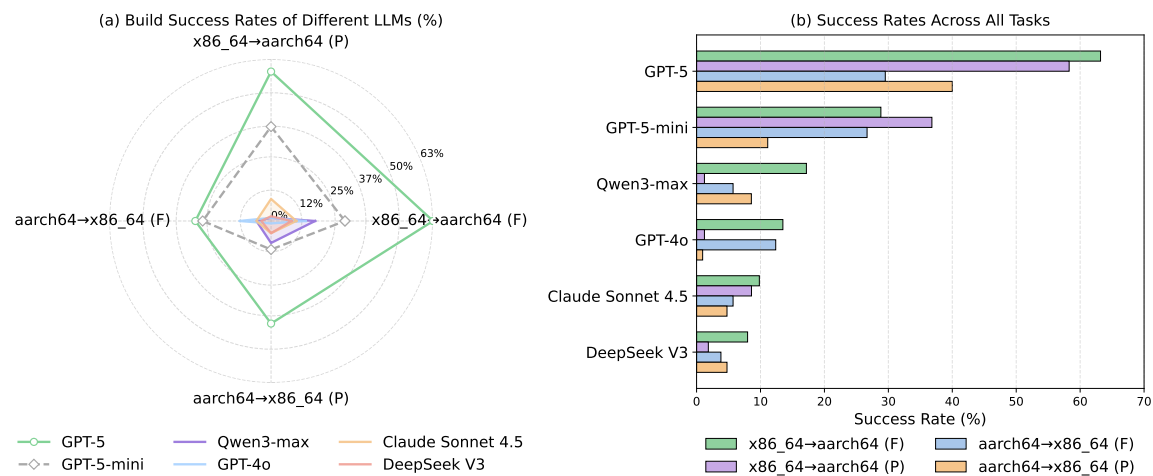 (a) Build Success Rates of Different LLMs (%)
x86_64→aarch64 (P)
63%
50%
37%
25%
12%
0%
aarch64→x86_64 (F)
x86_64→aarch64 (F)
aarch64→x86_64 (P)
GPT-5
GPT-5-mini
Qwen3-max
GPT-4o
Claude Sonnet 4.5
DeepSeek V3
(b) Success Rates Across All Tasks
GPT-5
GPT-5-mini
Qwen3-max
GPT-4o
Claude Sonnet 4.5
DeepSeek V3
0 10 20 30 40 50 60 70
Success Rate (%)
x86_64→aarch64 (F)
x86_64→aarch64 (P)
aarch64→x86_64 (F)
aarch64→x86_64 (P)